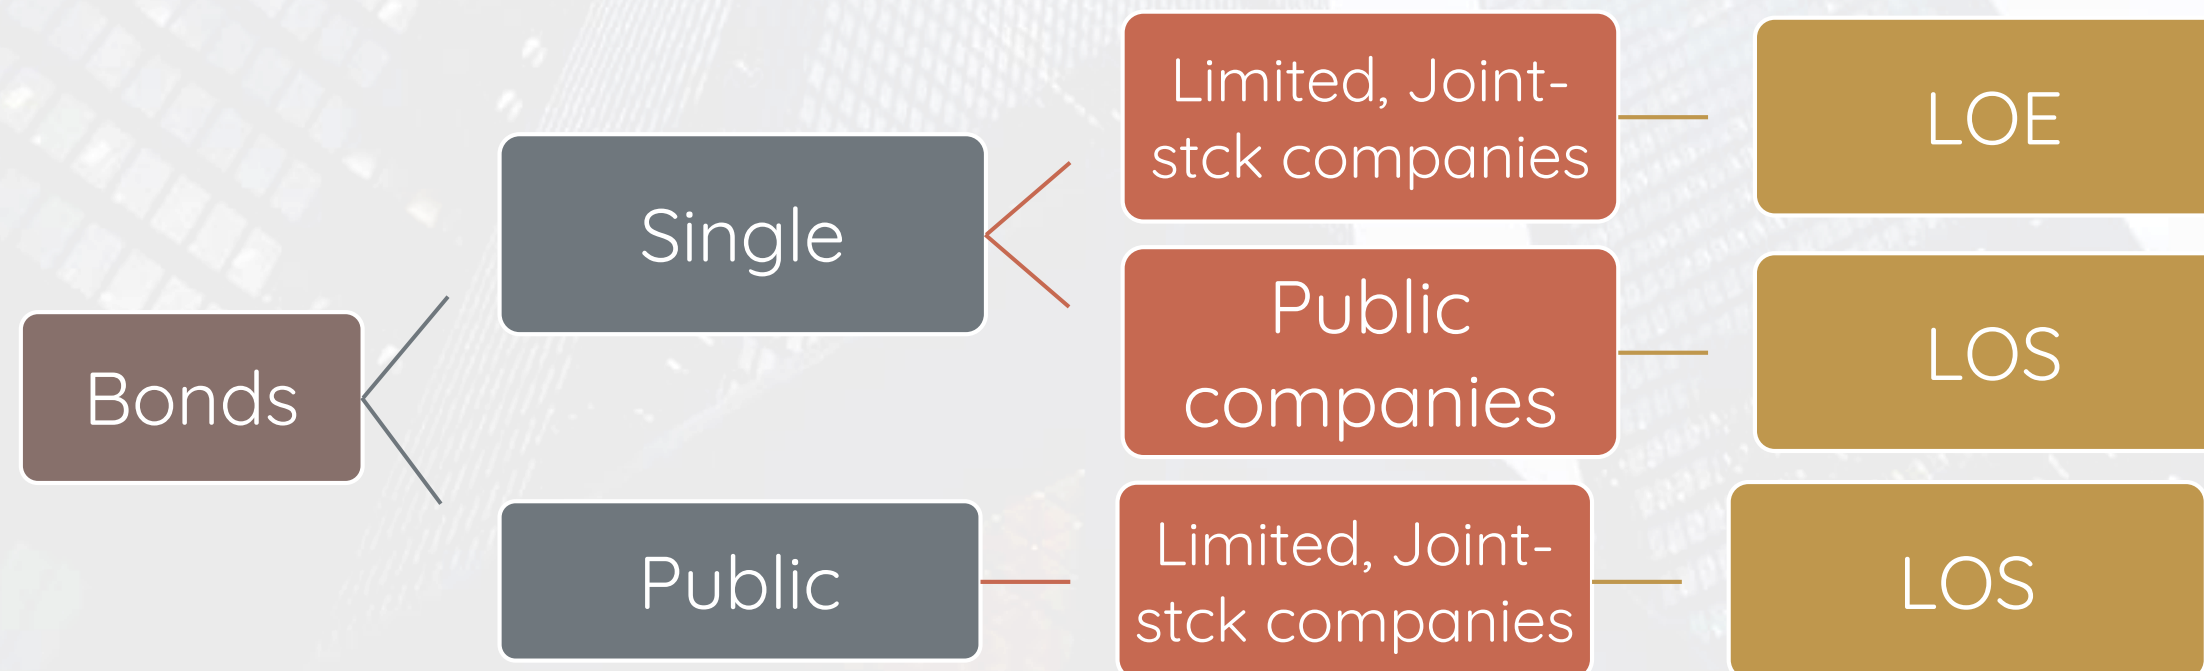 Bonds
Single
Limited, Joint-
stck companies
LOE
Public
companies
LOS
Public
Limited, Joint-
stck companies
LOS